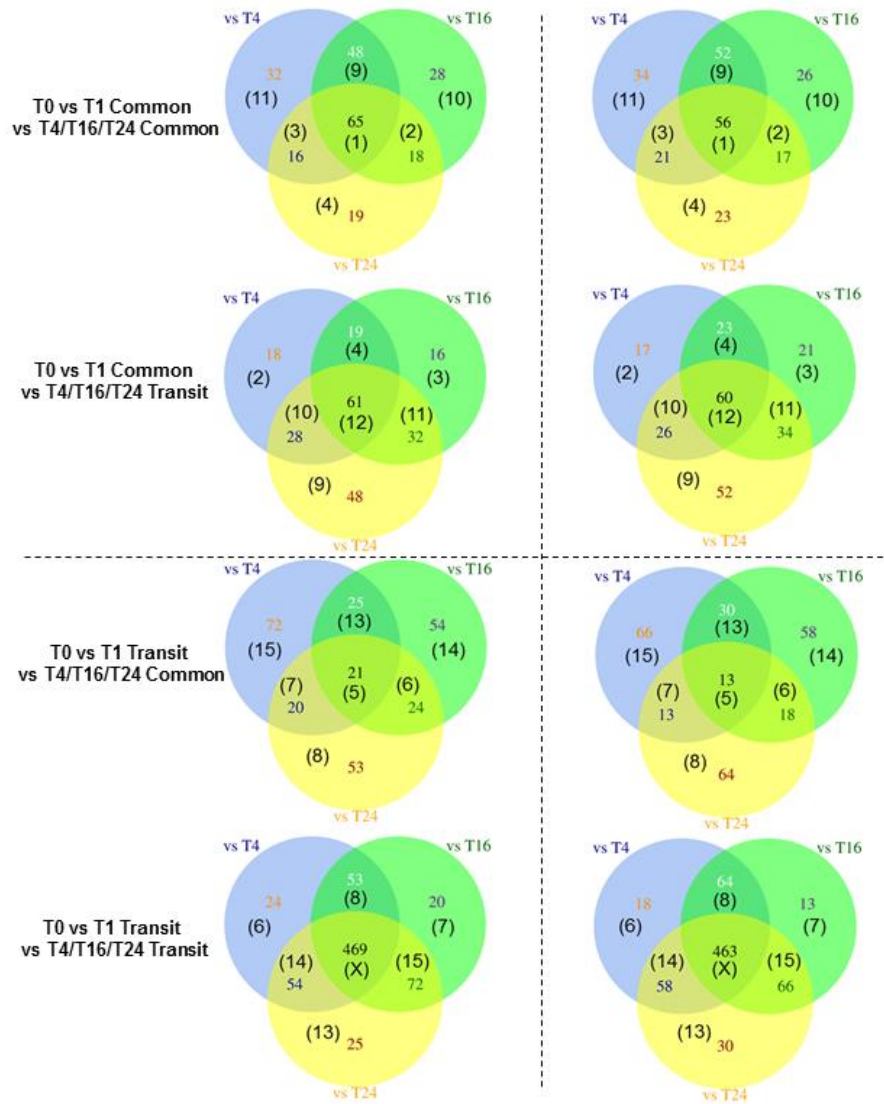 vs T4 vs T16 vs T4 vs T16
48 52
32 (9) 28 34 (9) 26
(11) (10) (11) (10)
T0 vs T1 Common
vs T4/T16/T24 Common
(3) 65 (2) (3) 56 (2)
16 (1) 18 21 (1) 17
(4) 19 (4) 23
vs T24 vs T24
vs T4 vs T16 vs T4 vs T16
19 23
18 (4) 16 17 (4) 21
(2) (3) (2) (3)
T0 vs T1 Common
vs T4/T16/T24 Transit
(10) 61 (11) (10) 60 (11)
28 (12) 32 26 (12) 34
(9) 48 (9) 52
vs T24 vs T24
vs T4 vs T16 vs T4 vs T16
25 30
72 (13) 54 66 (13) 58
(15) (14) (15) (14)
T0 vs T1 Transit
vs T4/T16/T24 Common
(7) 21 (6) (7) 13 (6)
20 (5) 24 13 (5) 18
(8) 53 (8) 64
vs T24 vs T24
vs T4 vs T16 vs T4 vs T16
53 64
24 (8) 20 18 (8) 13
(6) (7) (6) (7)
T0 vs T1 Transit
vs T4/T16/T24 Transit
(14) 469 (15) (14) 463 (15)
54 (X) 72 58 (X) 66
(13) 25 (13) 30
vs T24 vs T24